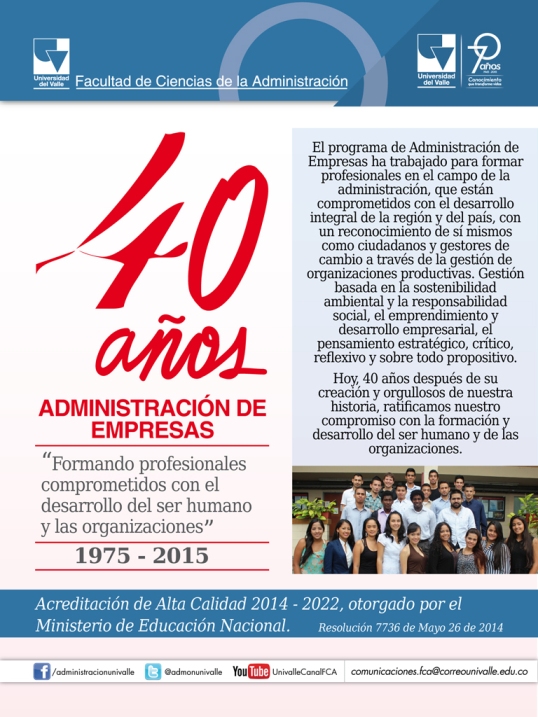 Universidad
del Valle
Facultad de Ciencias de la Administración
Universidad
del Valle
70
años
Conocimiento
que transforma vidas
40
años
ADMINISTRACIÓN DE
EMPRESAS
“Formando profesionales
comprometidos con el
desarrollo del ser humano
y las organizaciones”
1975 - 2015
El programa de Administración de
Empresas ha trabajado para formar
profesionales en el campo de la
administración, que están
comprometidos con el desarrollo
integral de la región y del país, con
un reconocimiento de sí mismos
como ciudadanos y gestores de
cambio a través de la gestión de
organizaciones productivas. Gestión
basada en la sostenibilidad
ambiental y la responsabilidad
social, el emprendimiento y
desarrollo empresarial, el
pensamiento estratégico, crítico,
reflexivo y sobre todo propositivo.
Hoy, 40 años después de su
creación y orgullosos de nuestra
historia, ratificamos nuestro
compromiso con la formación y
desarrollo del ser humano y de las
organizaciones.
Acreditación de Alta Calidad 2014 - 2022, otorgado por el
Ministerio de Educación Nacional. Resolución 7736 de Mayo 26 de 2014
/administracionunivalle @admonunivalle YouTube UnivalleCanalFCA comunicaciones.fca@correounivalle.edu.co